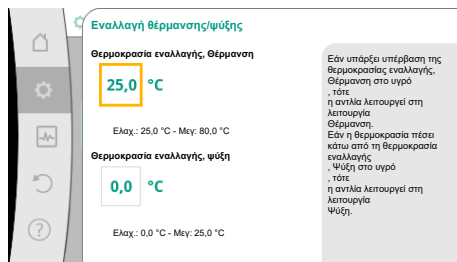 Εναλλαγή θέρμανσης/ψύξης
Θερμοκρασία εναλλαγής, Θέρμανση
25,0 °C
Ελαχ.: 25,0 °C - Μεγ: 80,0 °C
Θερμοκρασία εναλλαγής, ψύξη
0,0 °C
Ελαχ.: 0,0 °C - Μεγ: 25,0 °C
Εάν υπάρξει υπέρβαση της
θερμοκρασίας εναλλαγής,
Θέρμανση στο υγρό
, τότε
η αντλία λειτουργεί στη
λειτουργία
Θέρμανση.
Εάν η θερμοκρασία πέσει
κάτω από τη θερμοκρασία
εναλλαγής
, Ψύξη στο υγρό
, τότε
η αντλία λειτουργεί στη
λειτουργία
Ψύξη.